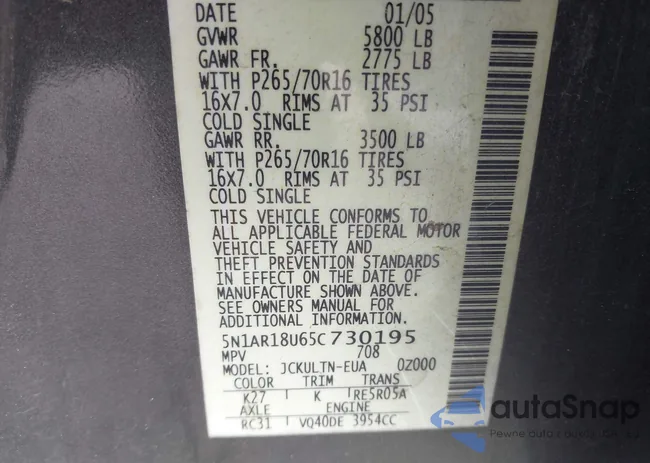 DATE 01/05
GVWR 5800 LB
GAWR FR. 2775 LB
WITH P265/70R16 TIRES
16X7.0 RIMS AT 35 PSI
COLD SINGLE
GAWR RR. 3500 LB
WITH P265/70R16 TIRES
16X7.0 RIMS AT 35 PSI
COLD SINGLE
THIS VEHICLE CONFORMS TO
ALL APPLICABLE FEDERAL MOTOR
VEHICLE SAFETY AND
THEFT PREVENTION STANDARDS
IN EFFECT ON THE DATE OF
MANUFACTURE SHOWN ABOVE.
SEE OWNERS MANUAL FOR
ADDITIONAL INFORMATION.
5N1AR18U65C730195
MPV 708
MODEL: JCKULTN-EUA 0Z000
COLOR TRIM TRANS
K27 K RE5R05A
AXLE ENGINE
RC31 VQ40DE 3954CC
autaSnap
Pewne auto's aukcji